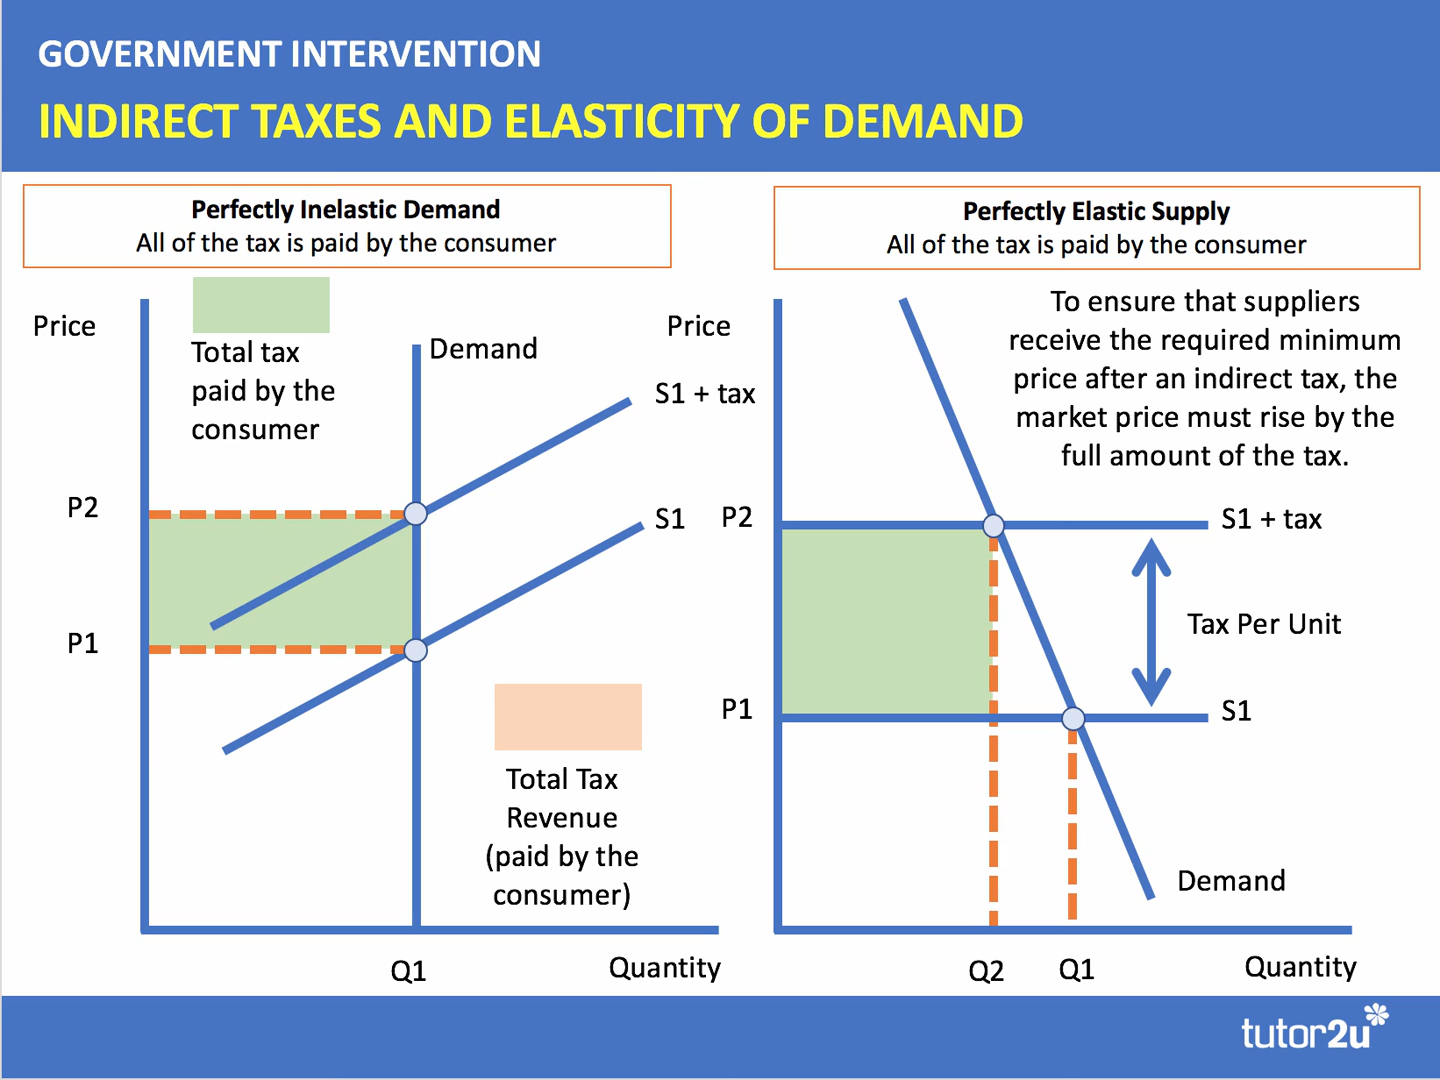 GOVERNMENT INTERVENTION
INDIRECT TAXES AND ELASTICITY OF DEMAND
Perfectly Inelastic Demand
All of the tax is paid by the consumer
Price
Total tax
paid by the
consumer
Demand
S1 + tax
P2
S1
P1
Total Tax
Revenue
(paid by the
consumer)
Q1
Quantity
Perfectly Elastic Supply
All of the tax is paid by the consumer
Price
To ensure that suppliers
receive the required minimum
price after an indirect tax, the
market price must rise by the
full amount of the tax.
P2
S1 + tax
Tax Per Unit
P1
S1
Demand
Q2
Q1
Quantity
tutor2u